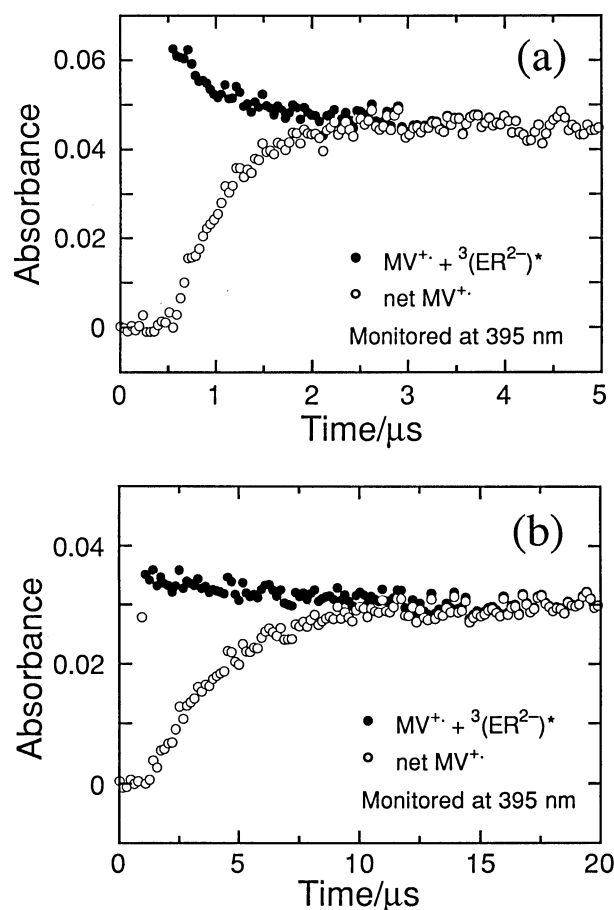 (a)
Absorbance
0.06
0.04
0.02
0
● MV⁺· + ³(ER²⁻)*
○ net MV⁺·
Monitored at 395 nm
0 1 2 3 4 5
Time/μs
(b)
Absorbance
0.04
0.02
0
● MV⁺· + ³(ER²⁻)*
○ net MV⁺·
Monitored at 395 nm
0 5 10 15 20
Time/μs